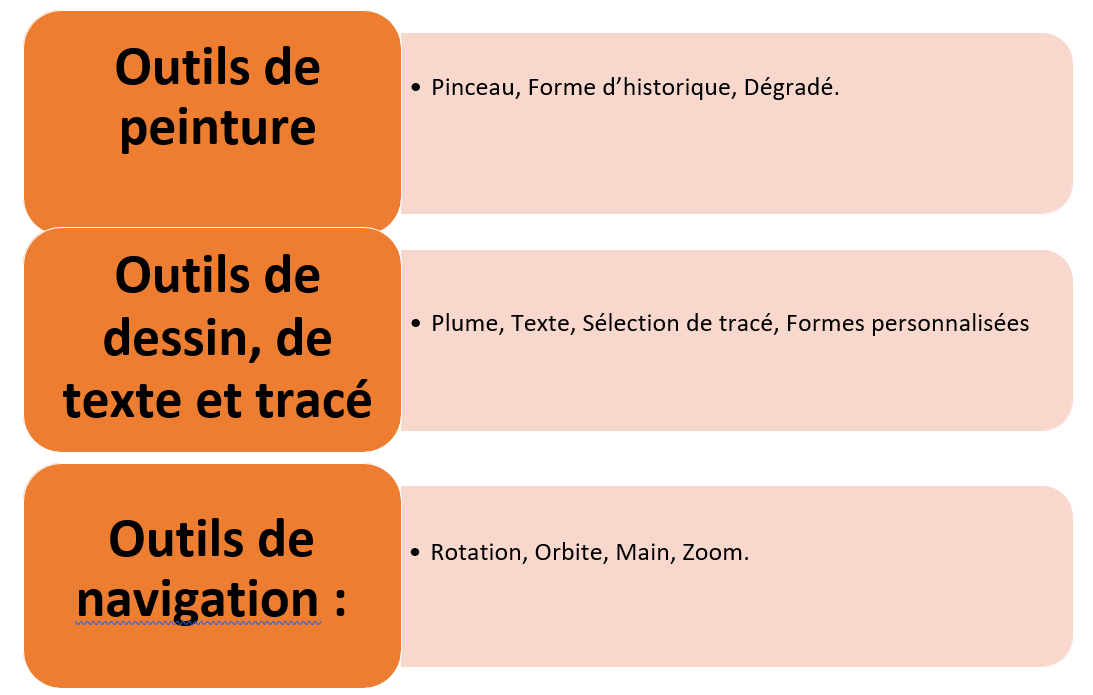 Outils de
peinture
• Pinceau, Forme d’historique, Dégradé.
Outils de
dessin, de
texte et tracé
• Plume, Texte, Sélection de tracé, Formes personnalisées
Outils de
navigation :
• Rotation, Orbite, Main, Zoom.